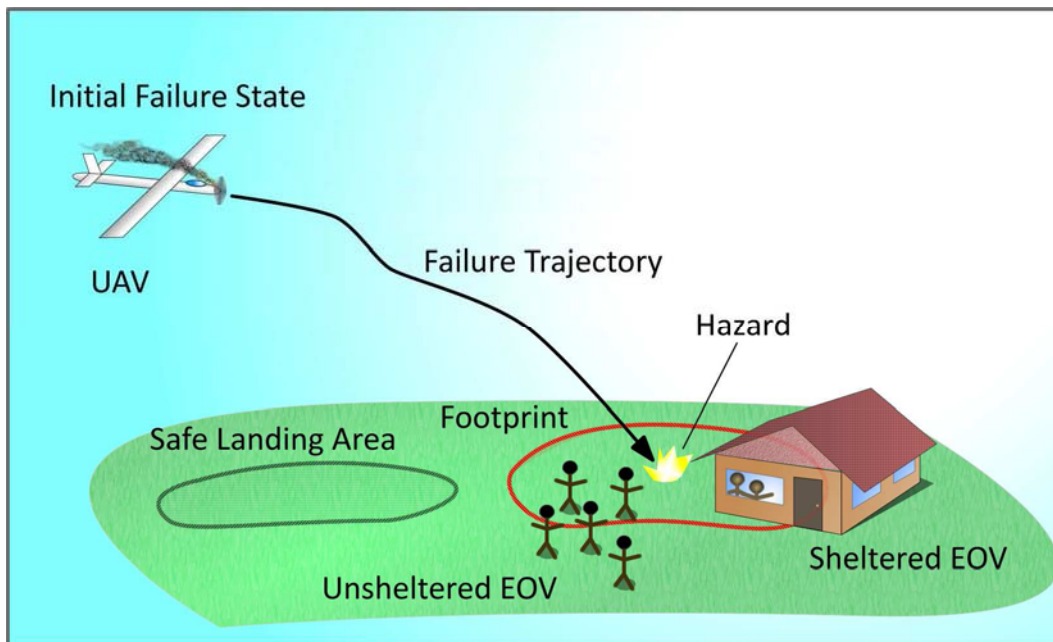 Initial Failure State
UAV
Failure Trajectory
Hazard
Footprint
Safe Landing Area
Unsheltered EOV
Sheltered EOV